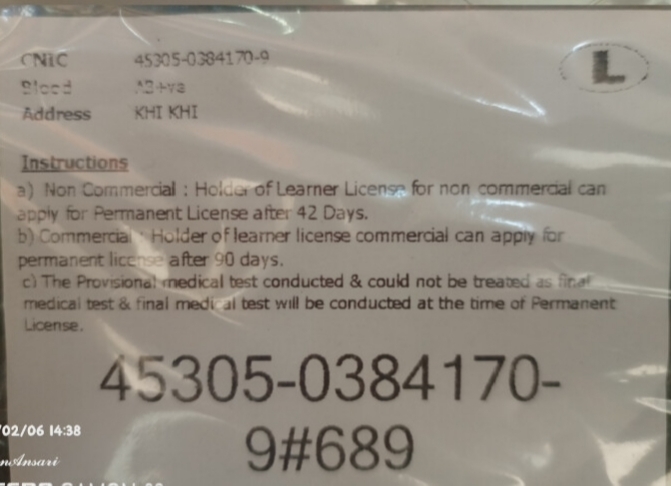 CNIC 45305-0384170-9
L
Blood
Address KHI KHI
Instructions
a) Non Commercial : Holder of Learner License for non commercial can
apply for Permanent License after 42 Days.
b) Commercial : Holder of learner license commercial can apply for
permanent license after 90 days.
c) The Provisional medical test conducted & could not be treated as final
medical test & final medical test will be conducted at the time of Permanent
License.
45305-0384170-
9#689
/02/06 14:38
nAnsari